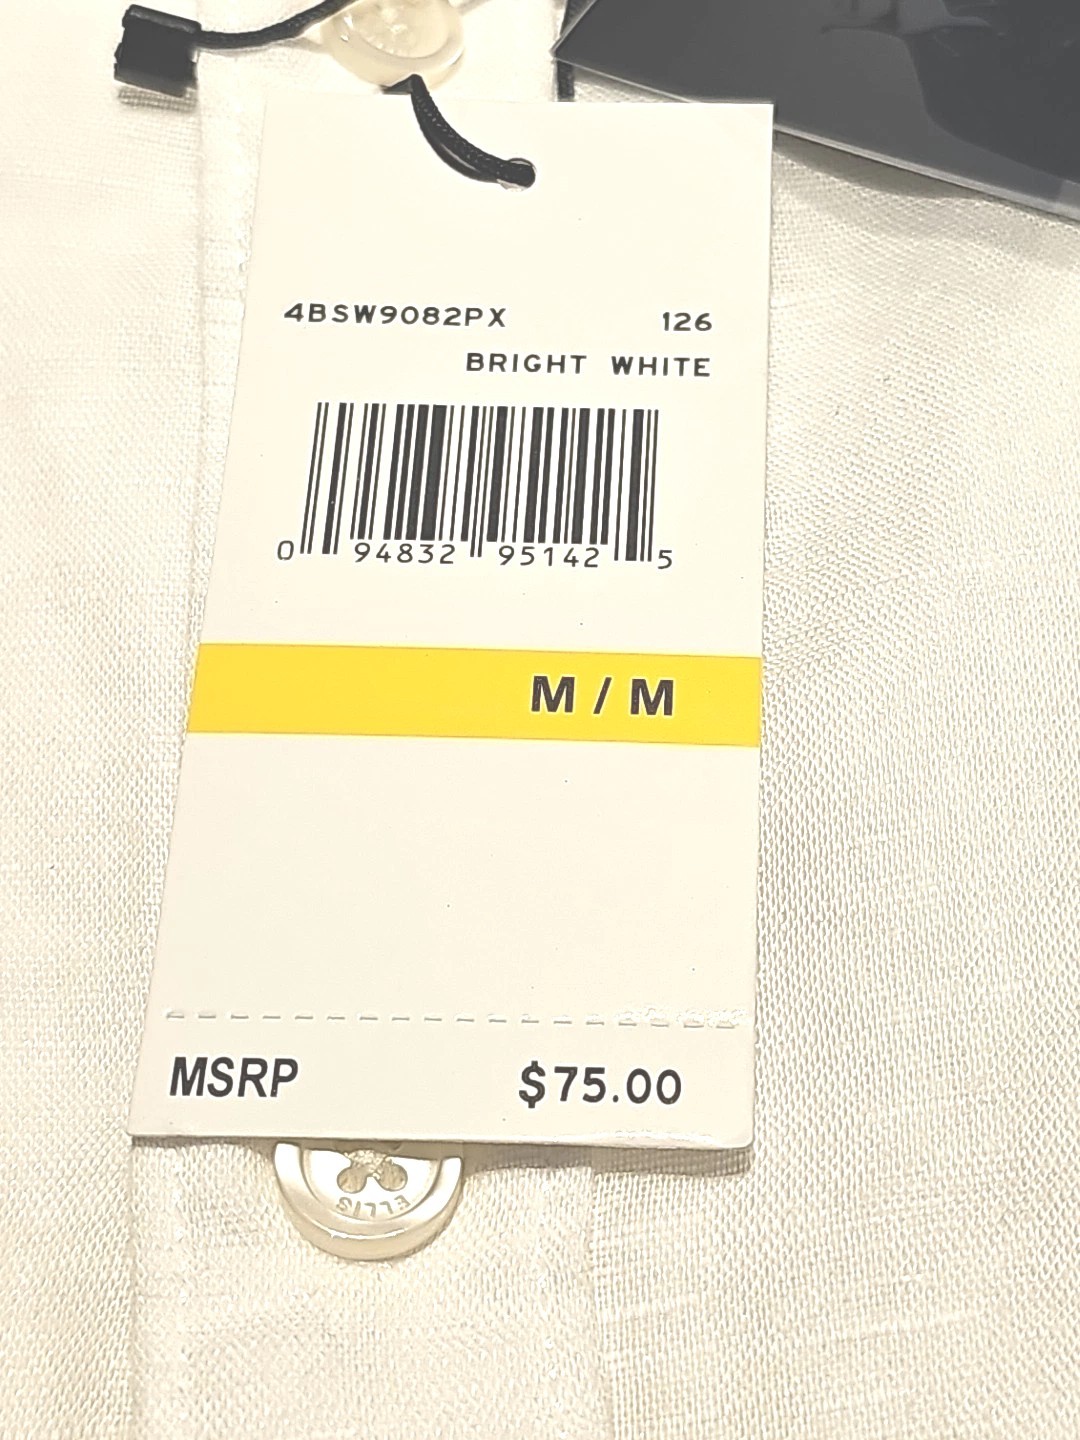 4BSW9082PX 126
BRIGHT WHITE
0 94832 95142 5
M / M
MSRP $75.00
ELLIS